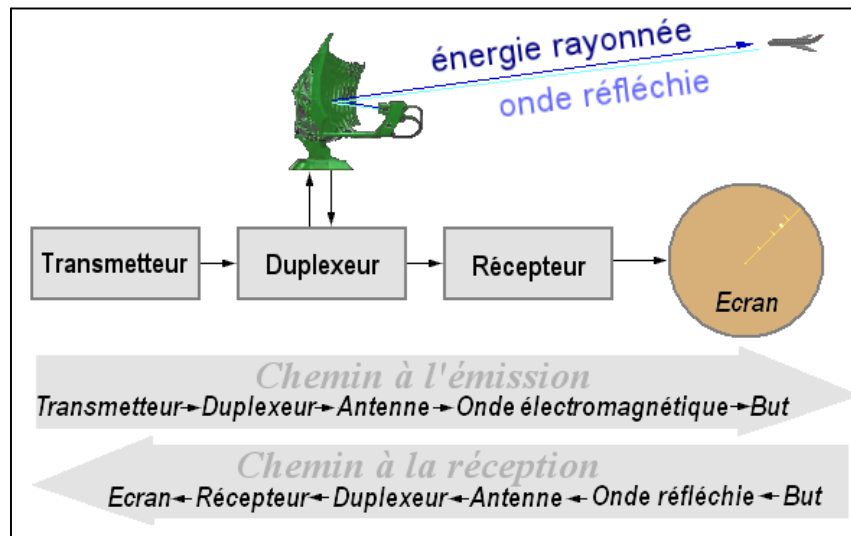 énergie rayonnée
onde réfléchie
Transmetteur
Duplexeur
Récepteur
Ecran
Chemin à l'émission
Transmetteur→Duplexeur→Antenne→Onde électromagnétique→But
Chemin à la réception
Ecran←Récepteur←Duplexeur←Antenne←Onde réfléchie←But